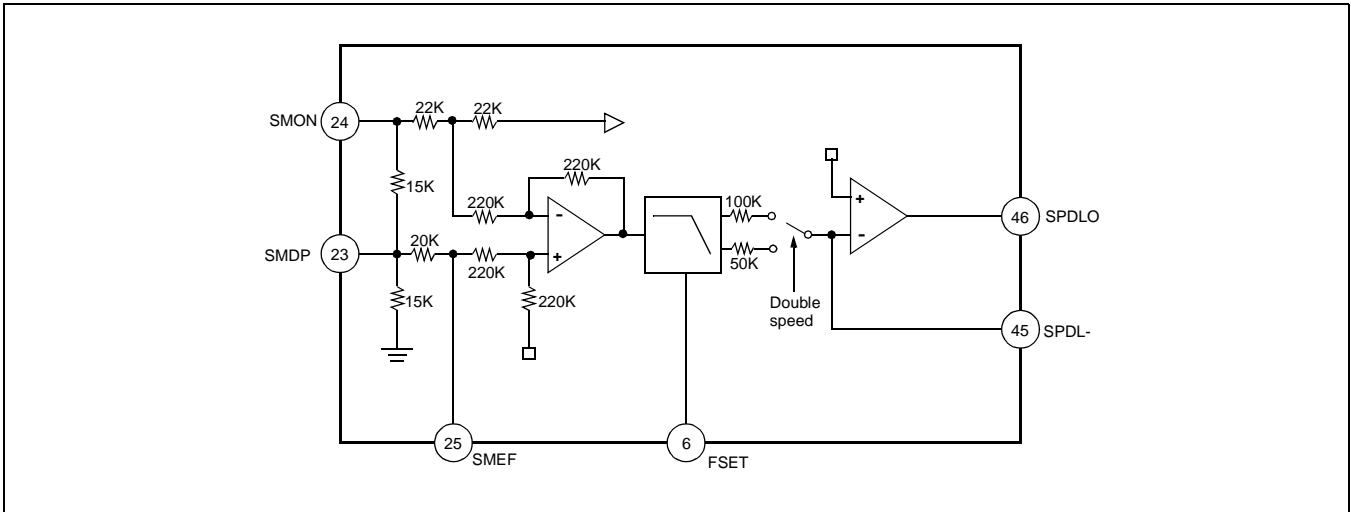 22K 22K
SMON 24
15K
220K
220K
100K
-
+
46 SPDLO
-
SMDP 23
20K
220K
+
50K
15K
220K
Double
speed
45 SPDL-
25 SMEF
6 FSET